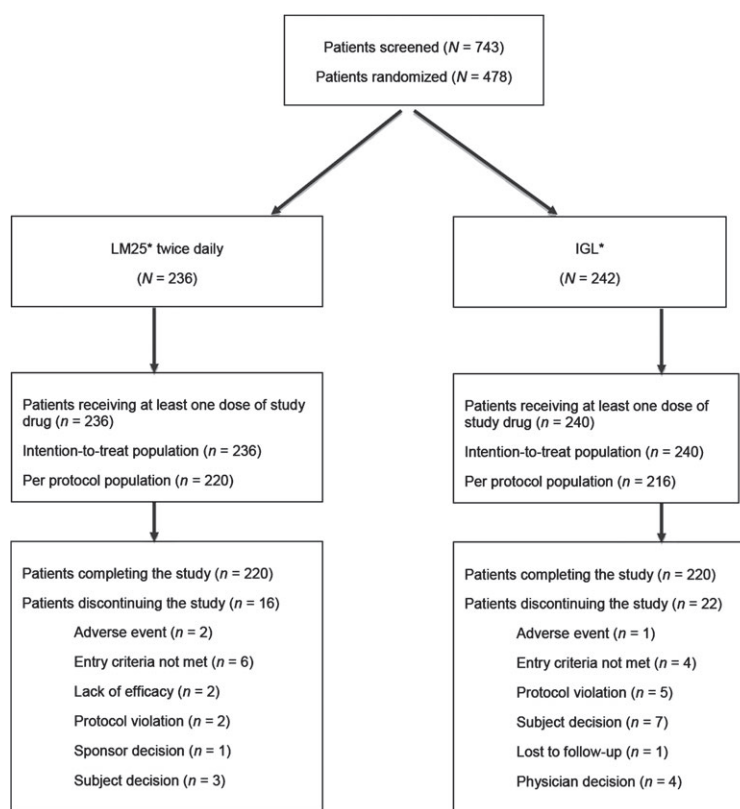 Patients screened (N = 743)
Patients randomized (N = 478)
LM25* twice daily
(N = 236)
IGL*
(N = 242)
Patients receiving at least one dose of study
drug (n = 236)
Intention-to-treat population (n = 236)
Per protocol population (n = 220)
Patients receiving at least one dose of
study drug (n = 240)
Intention-to-treat population (n = 240)
Per protocol population (n = 216)
Patients completing the study (n = 220)
Patients discontinuing the study (n = 16)
Adverse event (n = 2)
Entry criteria not met (n = 6)
Lack of efficacy (n = 2)
Protocol violation (n = 2)
Sponsor decision (n = 1)
Subject decision (n = 3)
Patients completing the study (n = 220)
Patients discontinuing the study (n = 22)
Adverse event (n = 1)
Entry criteria not met (n = 4)
Protocol violation (n = 5)
Subject decision (n = 7)
Lost to follow-up (n = 1)
Physician decision (n = 4)